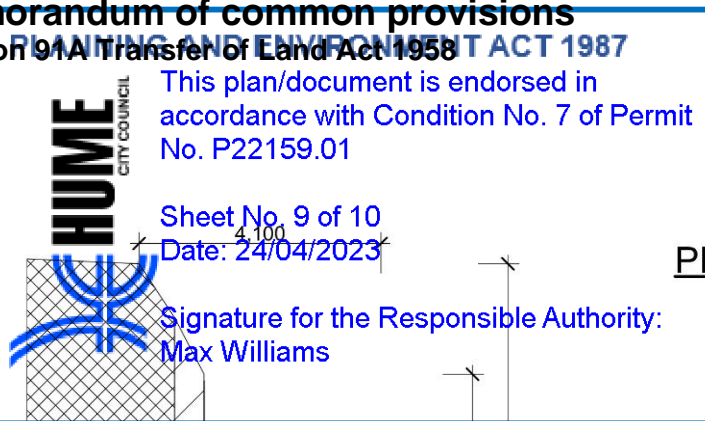 morandum of common provisions
on 91A Transfer of Land Act 1958
PLANNING AND ENVIRONMENT ACT 1987
HUME
CITY COUNCIL
This plan/document is endorsed in
accordance with Condition No. 7 of Permit
No. P22159.01
Sheet No. 9 of 10
4,100
Date: 24/04/2023
Signature for the Responsible Authority:
Max Williams